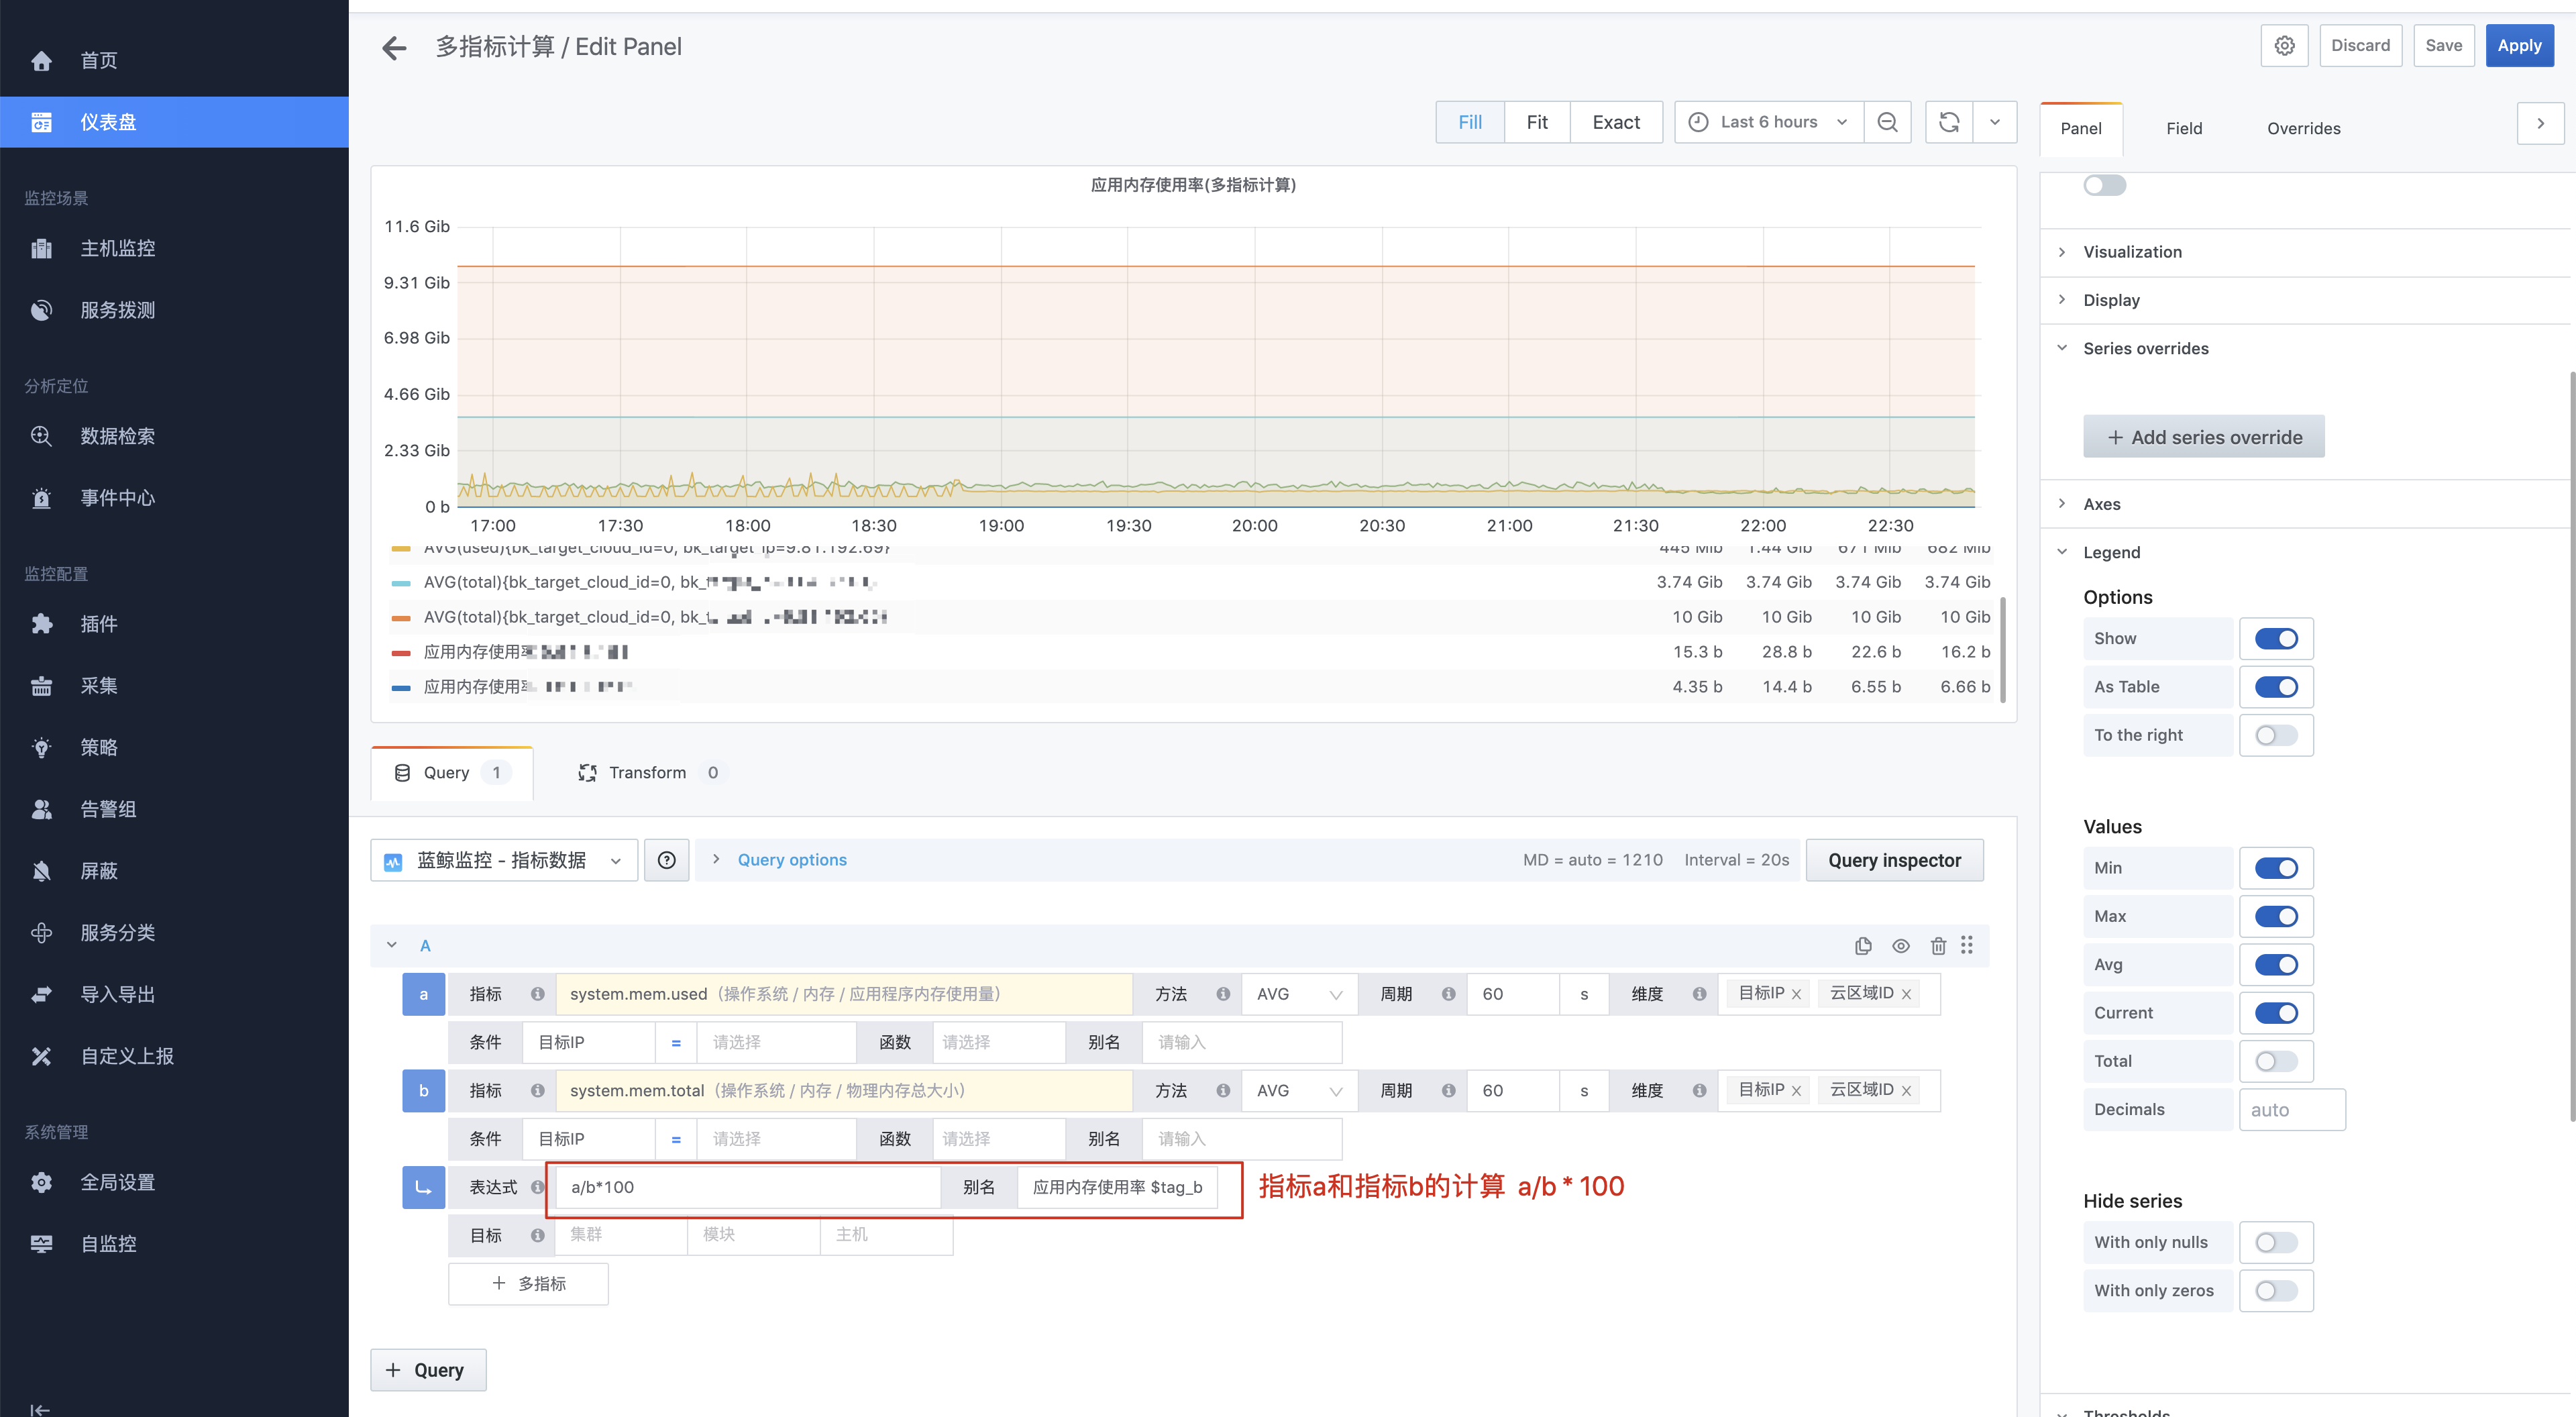 多指标计算 / Edit Panel
Discard
Save
Apply
首页
仪表盘
监控场景
主机监控
服务拨测
分析定位
数据检索
事件中心
监控配置
插件
采集
策略
告警组
屏蔽
服务分类
导入导出
自定义上报
系统管理
全局设置
自监控
Fill
Fit
Exact
Last 6 hours
应用内存使用率(多指标计算)
11.6 Gib
9.31 Gib
6.98 Gib
4.66 Gib
2.33 Gib
0 b
17:00 17:30 18:00 18:30 19:00 19:30 20:00 20:30 21:00 21:30 22:00 22:30
AVG(used){bk_target_cloud_id=0, bk_target_ip=9.81.192.69} 445 Mib 1.44 Gib 671 Mib 682 Mib
AVG(total){bk_target_cloud_id=0, bk_ 3.74 Gib 3.74 Gib 3.74 Gib 3.74 Gib
AVG(total){bk_target_cloud_id=0, bk_ 10 Gib 10 Gib 10 Gib 10 Gib
应用内存使用率 15.3 b 28.8 b 22.6 b 16.2 b
应用内存使用率 4.35 b 14.4 b 6.55 b 6.66 b
Query 1
Transform 0
蓝鲸监控 - 指标数据
Query options
MD = auto = 1210 Interval = 20s
Query inspector
A
a 指标 system.mem.used（操作系统 / 内存 / 应用程序内存使用量） 方法 AVG 周期 60 s 维度 目标IP × 云区域ID ×
条件 目标IP = 请选择 函数 请选择 别名 请输入
b 指标 system.mem.total（操作系统 / 内存 / 物理内存总大小） 方法 AVG 周期 60 s 维度 目标IP × 云区域ID ×
条件 目标IP = 请选择 函数 请选择 别名 请输入
表达式 a/b*100 别名 应用内存使用率 $tag_b 指标a和指标b的计算 a/b * 100
目标 集群 模块 主机
+ 多指标
+ Query
Panel
Field
Overrides
Visualization
Display
Series overrides
+ Add series override
Axes
Legend
Options
Show
As Table
To the right
Values
Min
Max
Avg
Current
Total
Decimals auto
Hide series
With only nulls
With only zeros
Thresholds